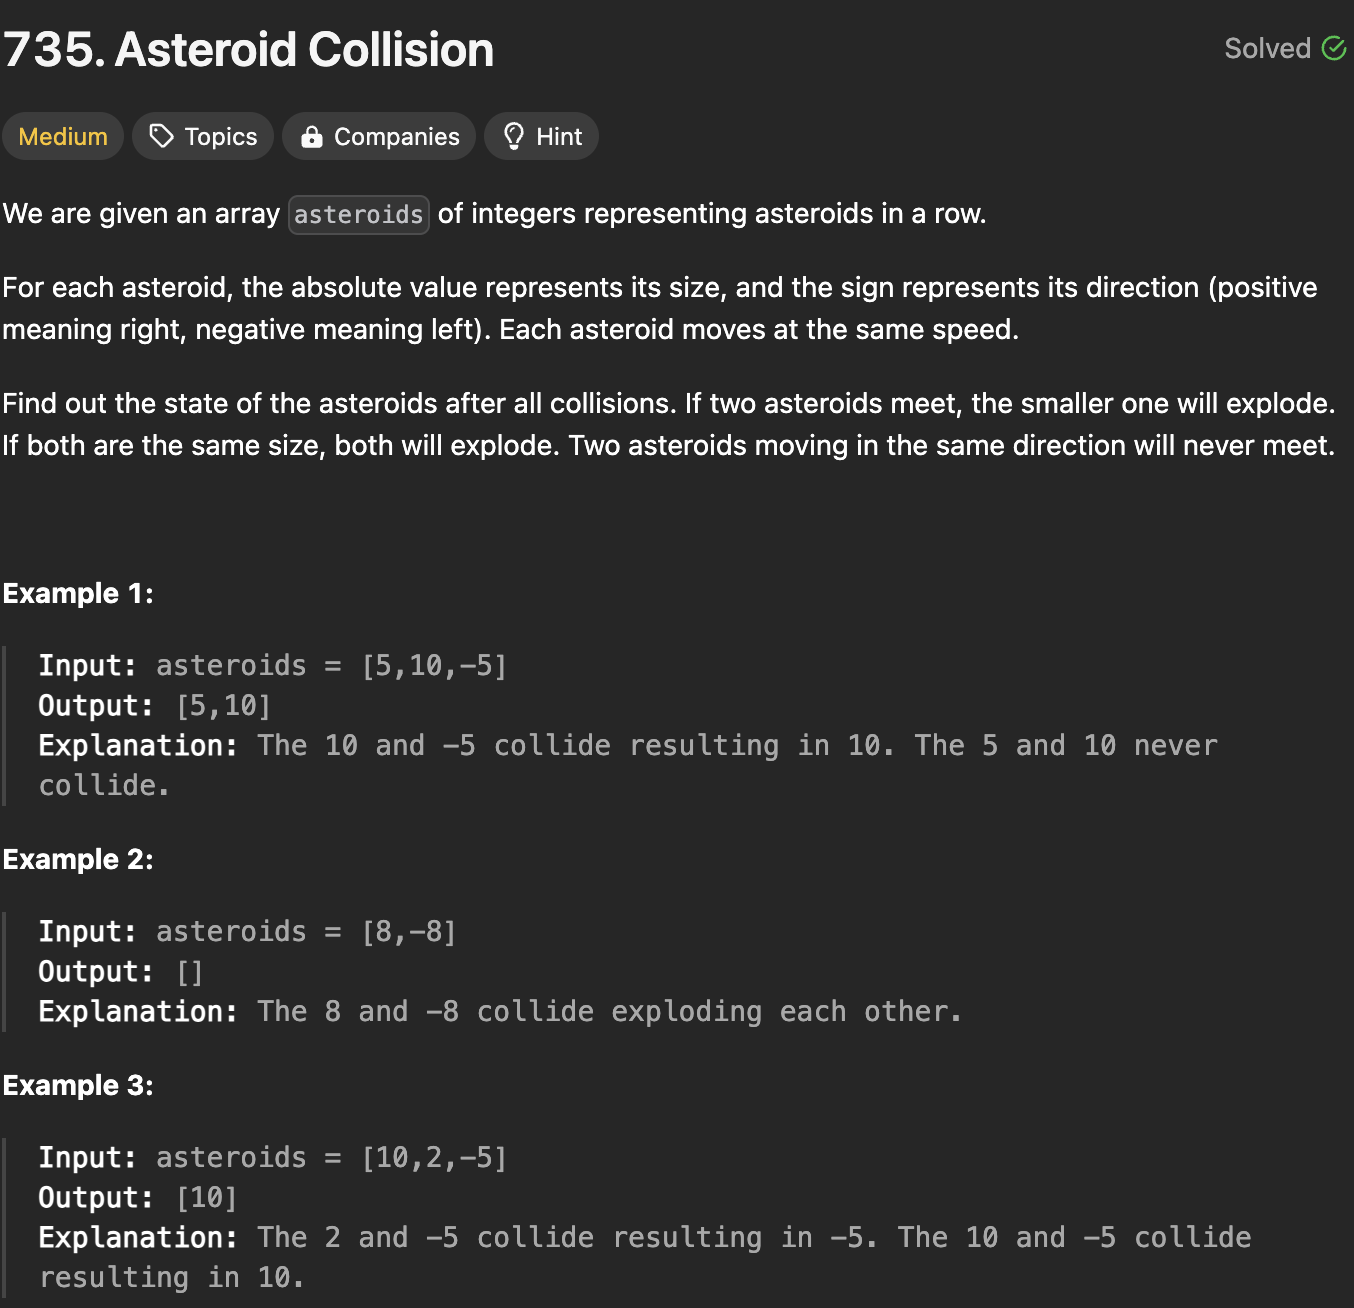 735. Asteroid Collision
Solved
Medium Topics Companies Hint
We are given an array asteroids of integers representing asteroids in a row.
For each asteroid, the absolute value represents its size, and the sign represents its direction (positive
meaning right, negative meaning left). Each asteroid moves at the same speed.
Find out the state of the asteroids after all collisions. If two asteroids meet, the smaller one will explode.
If both are the same size, both will explode. Two asteroids moving in the same direction will never meet.
Example 1:
Input: asteroids = [5,10,-5]
Output: [5,10]
Explanation: The 10 and -5 collide resulting in 10. The 5 and 10 never
collide.
Example 2:
Input: asteroids = [8,-8]
Output: []
Explanation: The 8 and -8 collide exploding each other.
Example 3:
Input: asteroids = [10,2,-5]
Output: [10]
Explanation: The 2 and -5 collide resulting in -5. The 10 and -5 collide
resulting in 10.